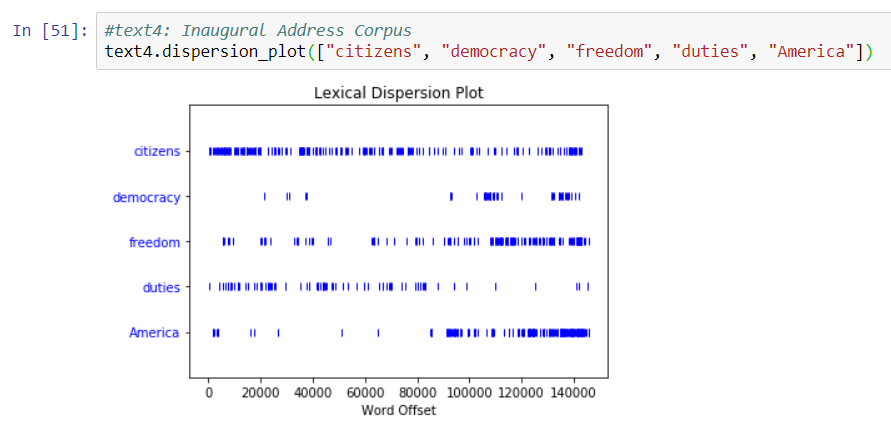 In [51]: #text4: Inaugural Address Corpus
text4.dispersion_plot(["citizens", "democracy", "freedom", "duties", "America"])
Lexical Dispersion Plot
citizens
democracy
freedom
duties
America
0 20000 40000 60000 80000 100000 120000 140000
Word Offset